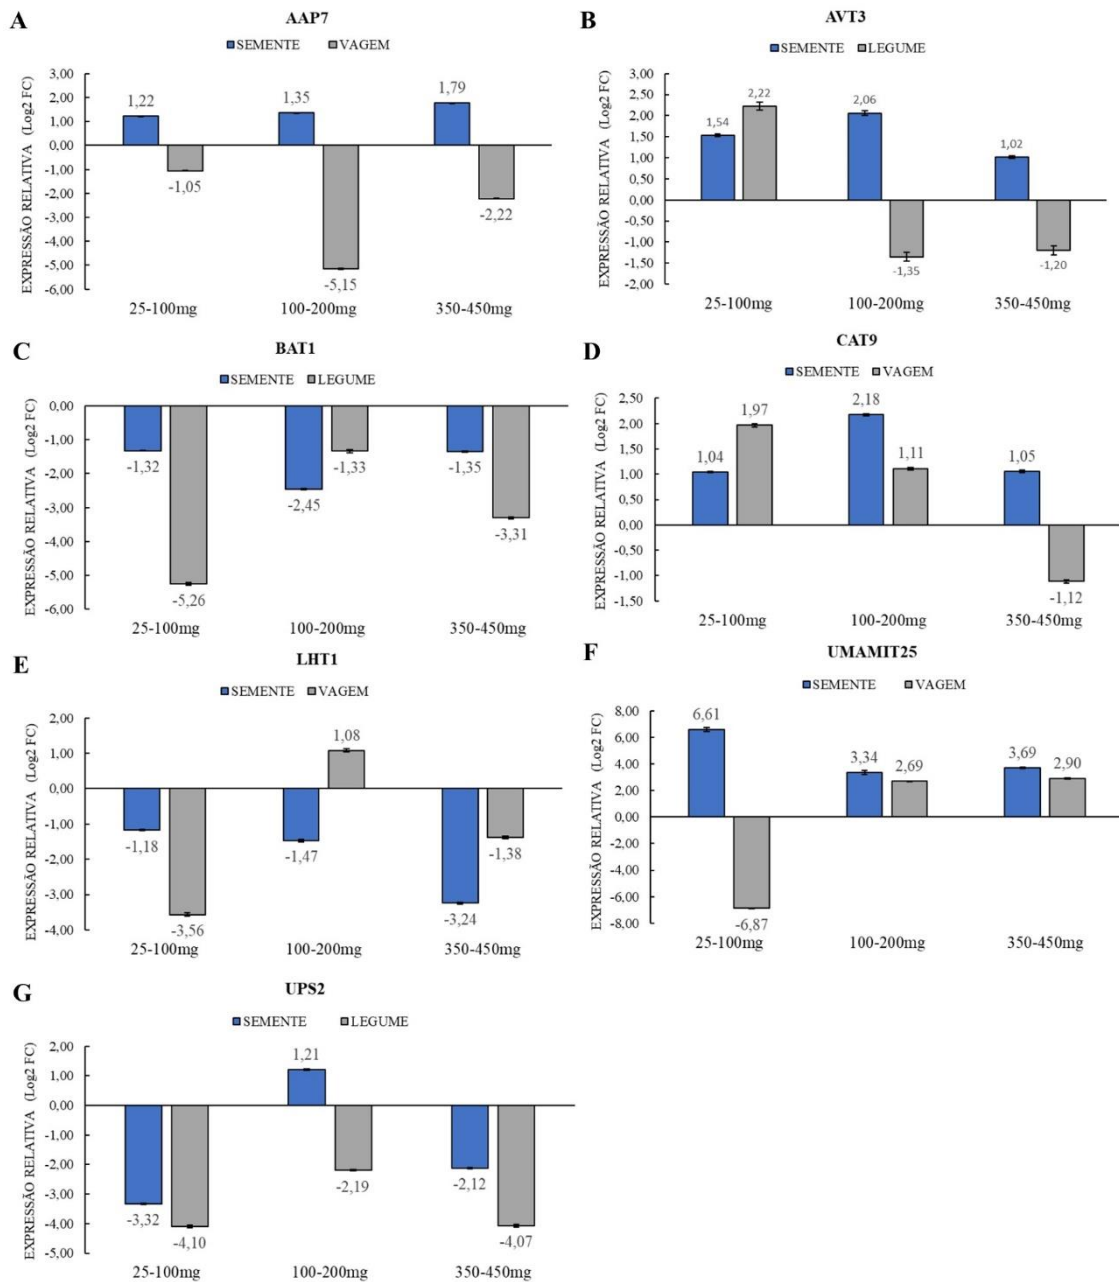 A
AAP7
SEMENTE VAGEM
EXPRESSÃO RELATIVA (Log2 FC)
3,00
2,00
1,00
0,00
-1,00
-2,00
-3,00
-4,00
-5,00
-6,00
1,22
-1,05
1,35
-5,15
1,79
-2,22
25-100mg 100-200mg 350-450mg
B
AVT3
SEMENTE LEGUME
EXPRESSÃO RELATIVA (Log2 FC)
3,00
2,50
2,00
1,50
1,00
0,50
0,00
-0,50
-1,00
-1,50
-2,00
1,54
2,22
2,06
-1,35
1,02
-1,20
25-100mg 100-200mg 350-450mg
C
BAT1
SEMENTE LEGUME
EXPRESSÃO RELATIVA (Log2 FC)
0,00
-1,00
-2,00
-3,00
-4,00
-5,00
-6,00
-1,32
-5,26
-2,45
-1,33
-1,35
-3,31
25-100mg 100-200mg 350-450mg
D
CAT9
SEMENTE VAGEM
EXPRESSÃO RELATIVA (Log2 FC)
2,50
2,00
1,50
1,00
0,50
0,00
-0,50
-1,00
-1,50
1,04
1,97
2,18
1,11
1,05
-1,12
25-100mg 100-200mg 350-450mg
E
LHT1
SEMENTE VAGEM
EXPRESSÃO RELATIVA (Log2 FC)
2,00
1,00
0,00
-1,00
-2,00
-3,00
-4,00
-1,18
-3,56
-1,47
1,08
-3,24
-1,38
25-100mg 100-200mg 350-450mg
F
UMAMIT25
SEMENTE VAGEM
EXPRESSÃO RELATIVA (Log2 FC)
8,00
6,00
4,00
2,00
0,00
-2,00
-4,00
-6,00
-8,00
6,61
-6,87
3,34
2,69
3,69
2,90
25-100mg 100-200mg 350-450mg
G
UPS2
SEMENTE LEGUME
EXPRESSÃO RELATIVA (Log2 FC)
2,00
1,00
0,00
-1,00
-2,00
-3,00
-4,00
-5,00
-3,32
-4,10
1,21
-2,19
-2,12
-4,07
25-100mg 100-200mg 350-450mg